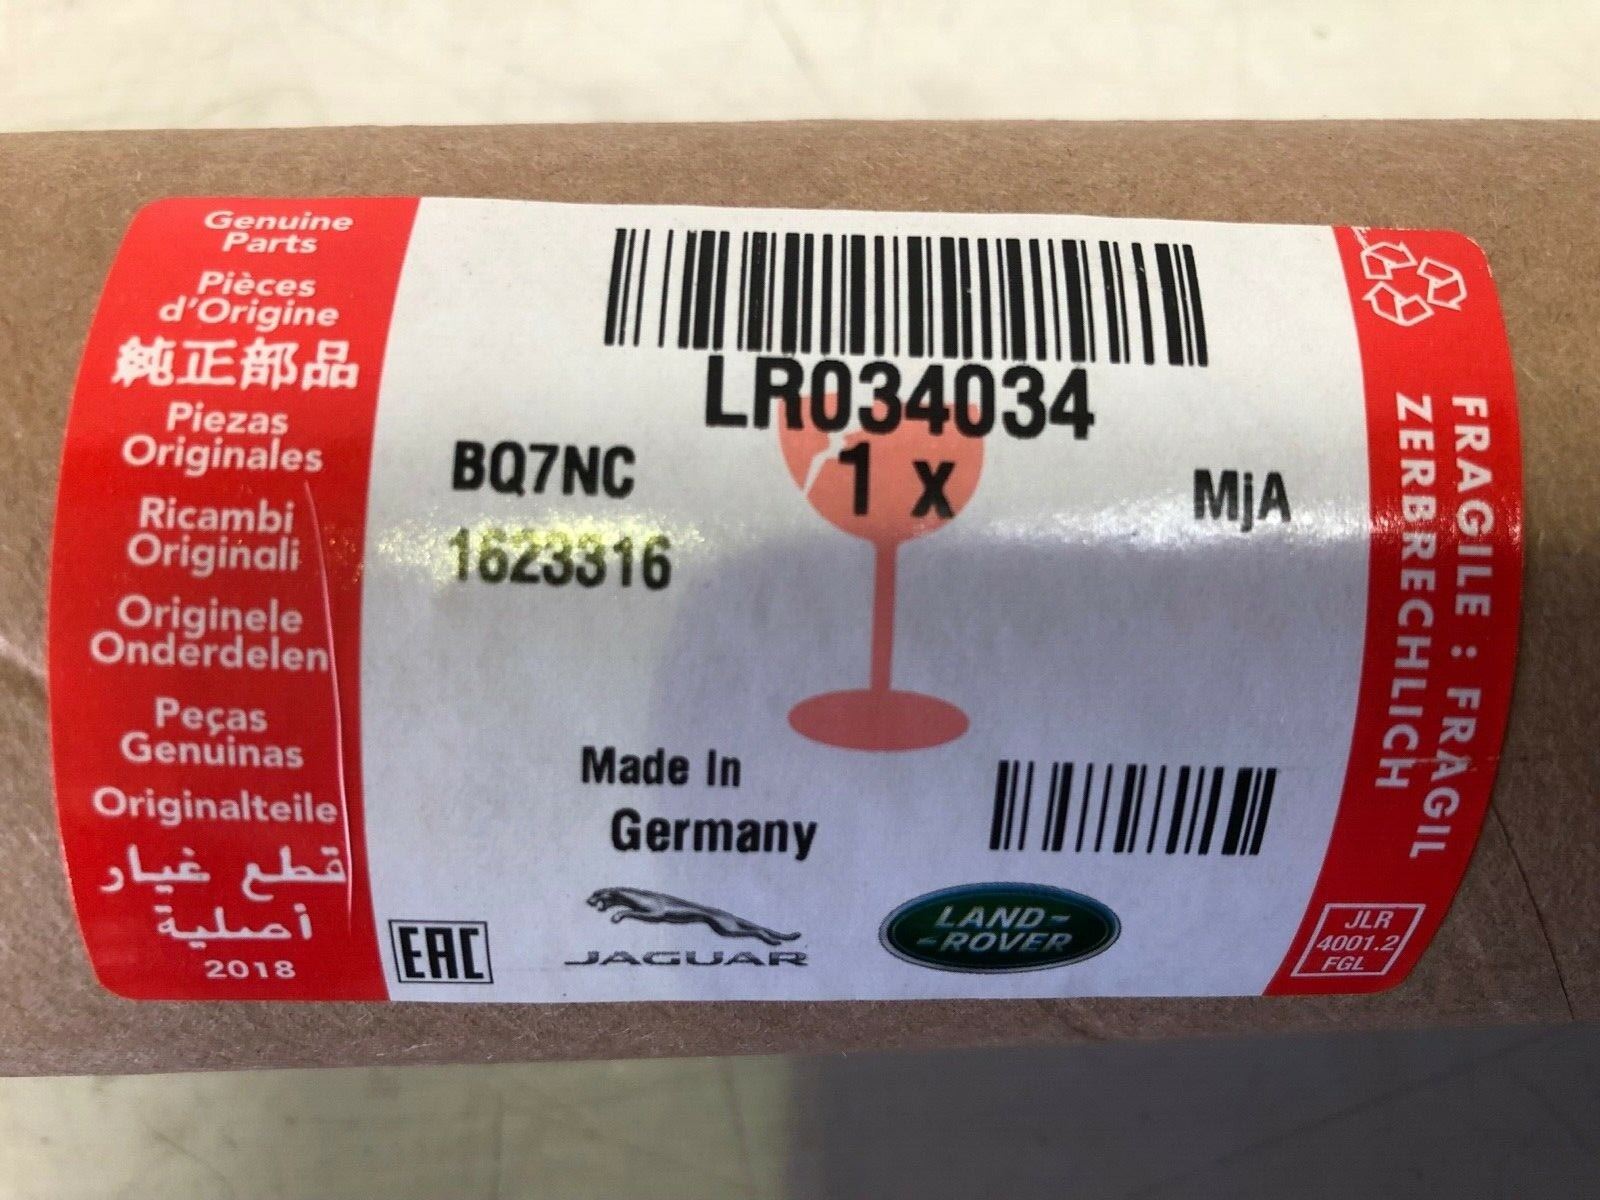 Genuine
Parts
Pièces
d'Origine
純正部品
Piezas
Originales
Ricambi
Originali
Originele
Onderdelen
Peças
Genuinas
Originalteile
قطع غيار
أصلية
2018
LR034034
BQ7NC
1 x
MjA
1623316
Made In
Germany
EAC
JAGUAR
LAND-
-ROVER
FRAGILE : FRAGIL
ZERBRECHLICH
JLR
4001.2
FGL